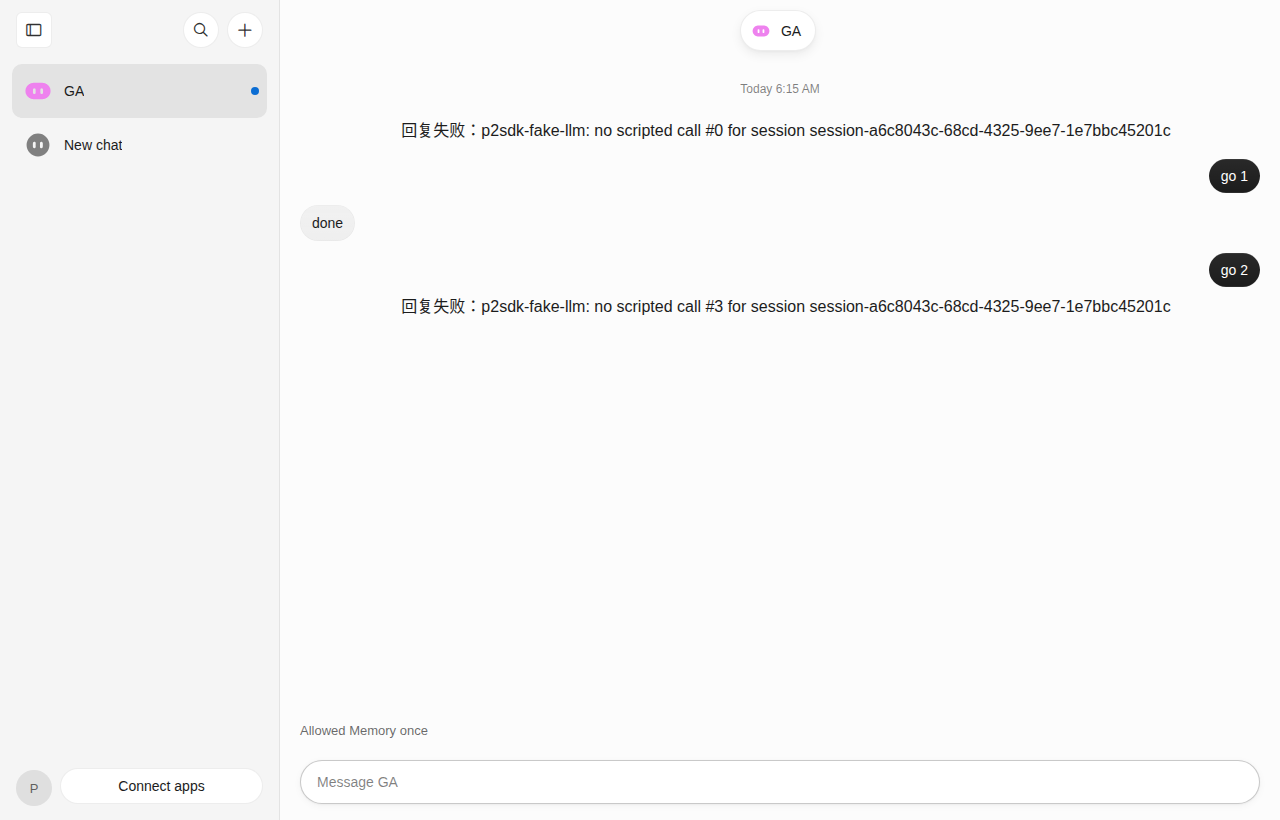 GA
GA
Today 6:15 AM
New chat
回复失败：p2sdk-fake-llm: no scripted call #0 for session session-a6c8043c-68cd-4325-9ee7-1e7bbc45201c
go 1
done
go 2
回复失败：p2sdk-fake-llm: no scripted call #3 for session session-a6c8043c-68cd-4325-9ee7-1e7bbc45201c
Allowed Memory once
Message GA
P
Connect apps